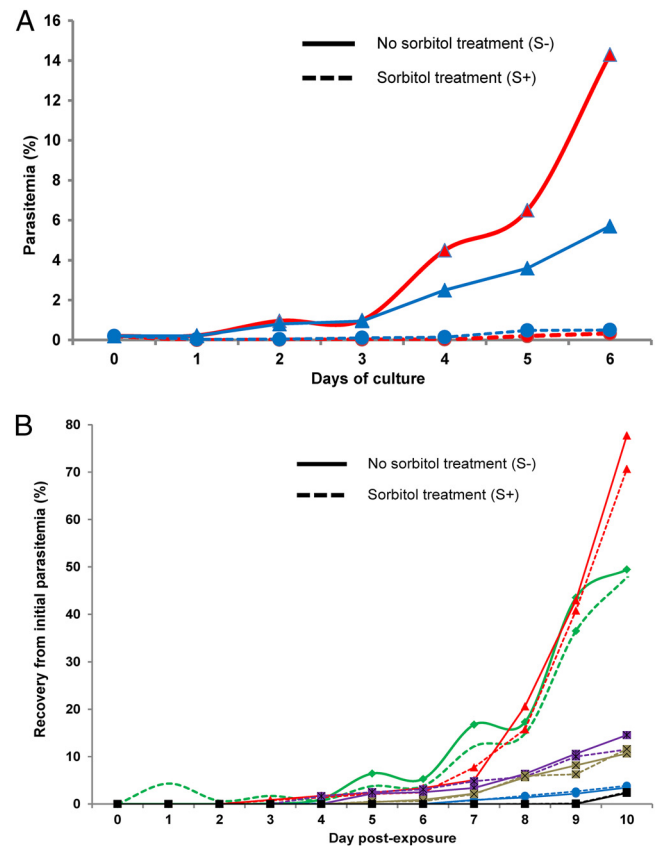 A
16
14
12
10
8
6
4
2
0
Parasitemia (%)
No sorbitol treatment (S-)
Sorbitol treatment (S+)
0 1 2 3 4 5 6
Days of culture
B
80
70
60
50
40
30
20
10
0
Recovery from initial parasitemia (%)
No sorbitol treatment (S-)
Sorbitol treatment (S+)
0 1 2 3 4 5 6 7 8 9 10
Day post-exposure